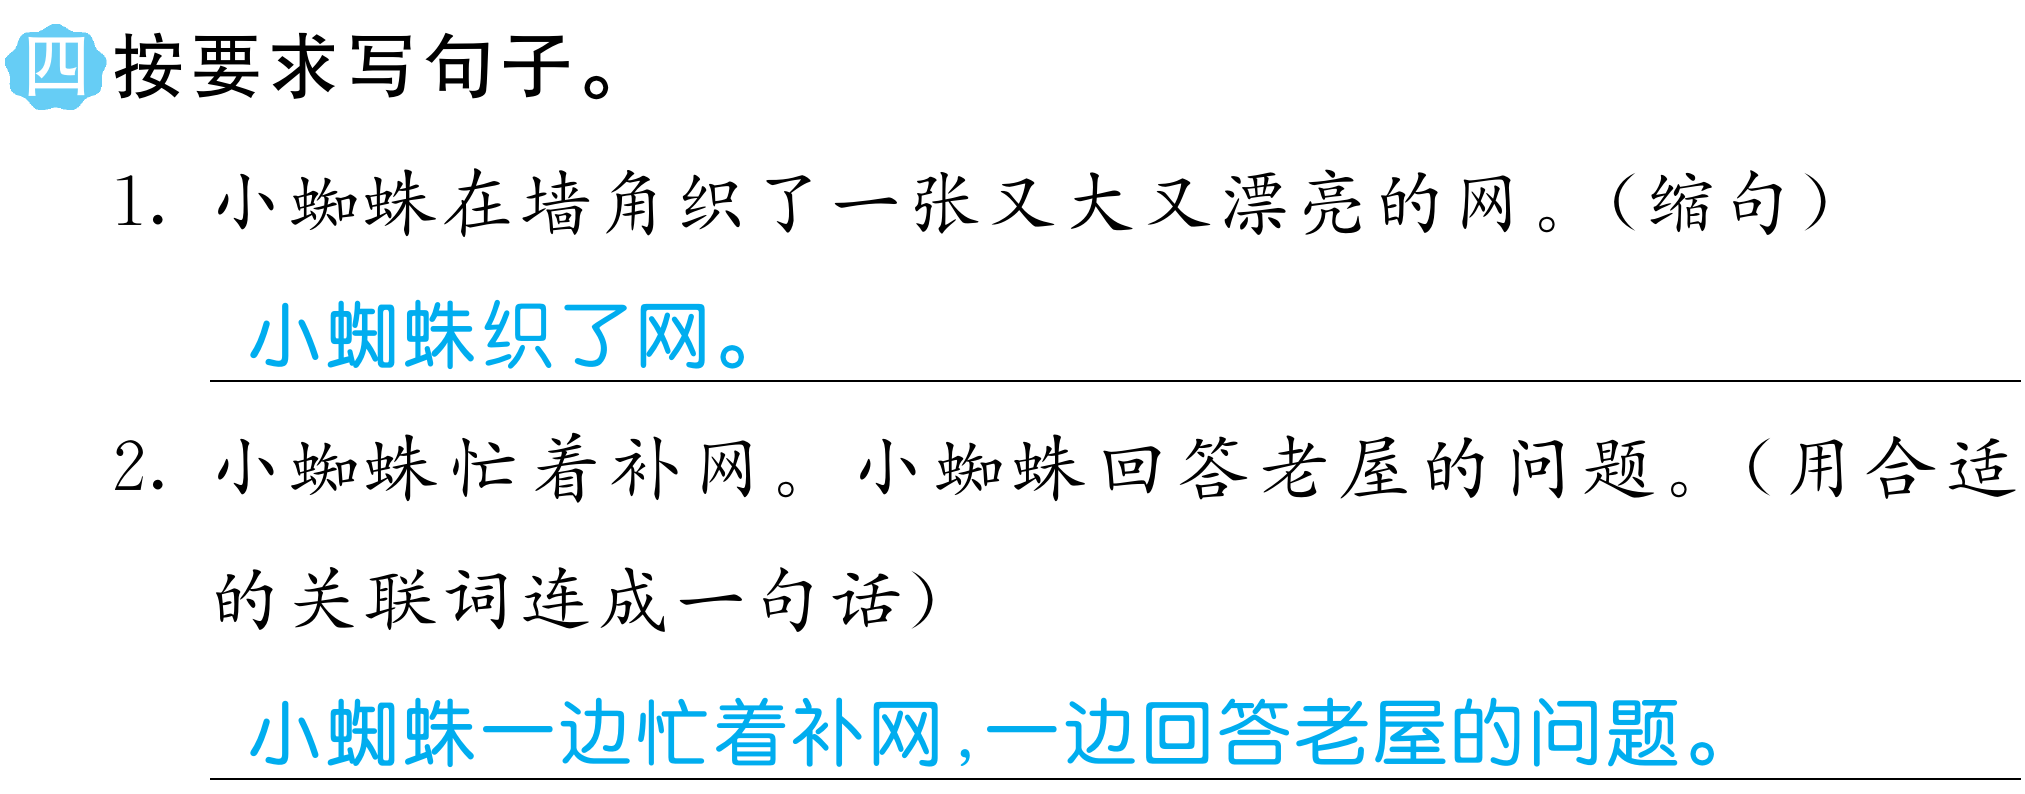 四 按要求写句子。
1. 小蜘蛛在墙角织了一张又大又漂亮的网。（缩句）
小蜘蛛织了网。
2. 小蜘蛛忙着补网。小蜘蛛回答老屋的问题。（用合适
的关联词连成一句话）
小蜘蛛一边忙着补网,一边回答老屋的问题。